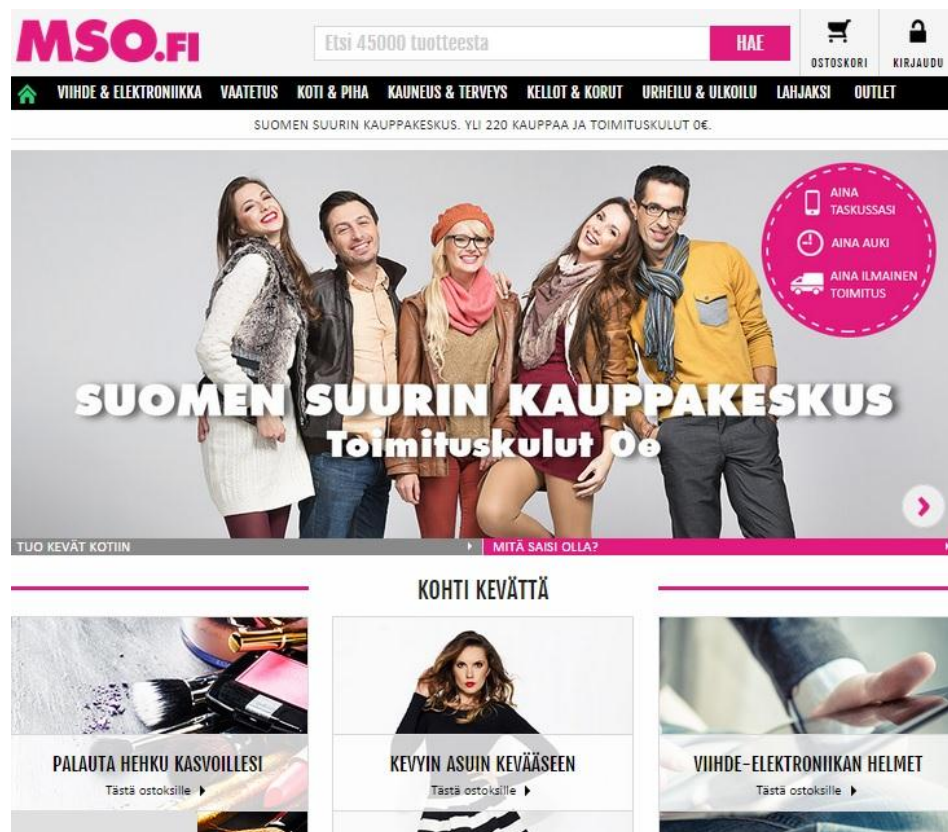 MSO.FI
Etsi 45000 tuotteesta
HAE
OSTOSKORI
KIRJAUDU
VIIHDE & ELEKTRONIIKKA VAATETUS KOTI & PIHA KAUNEUS & TERVEYS KELLOT & KORUT URHEILU & ULKOILU LAHJAKSI OUTLET
SUOMEN SUURIN KAUPPAKESKUS. YLI 220 KAUPPAA JA TOIMITUSKULUT 0€.
AINA
TASKUSSASI
AINA AUKI
AINA ILMAINEN
TOIMITUS
SUOMEN SUURIN KAUPPAKESKUS
Toimituskulut 0e
TUO KEVÄT KOTIIN
MITÄ SAISI OLLA?
KOHTI KEVÄTTÄ
PALAUTA HEHKU KASVOILLESI
Tästä ostoksille
KEVYIN ASUIN KEVÄÄSEEN
Tästä ostoksille
VIIHDE-ELEKTRONIIKAN HELMET
Tästä ostoksille